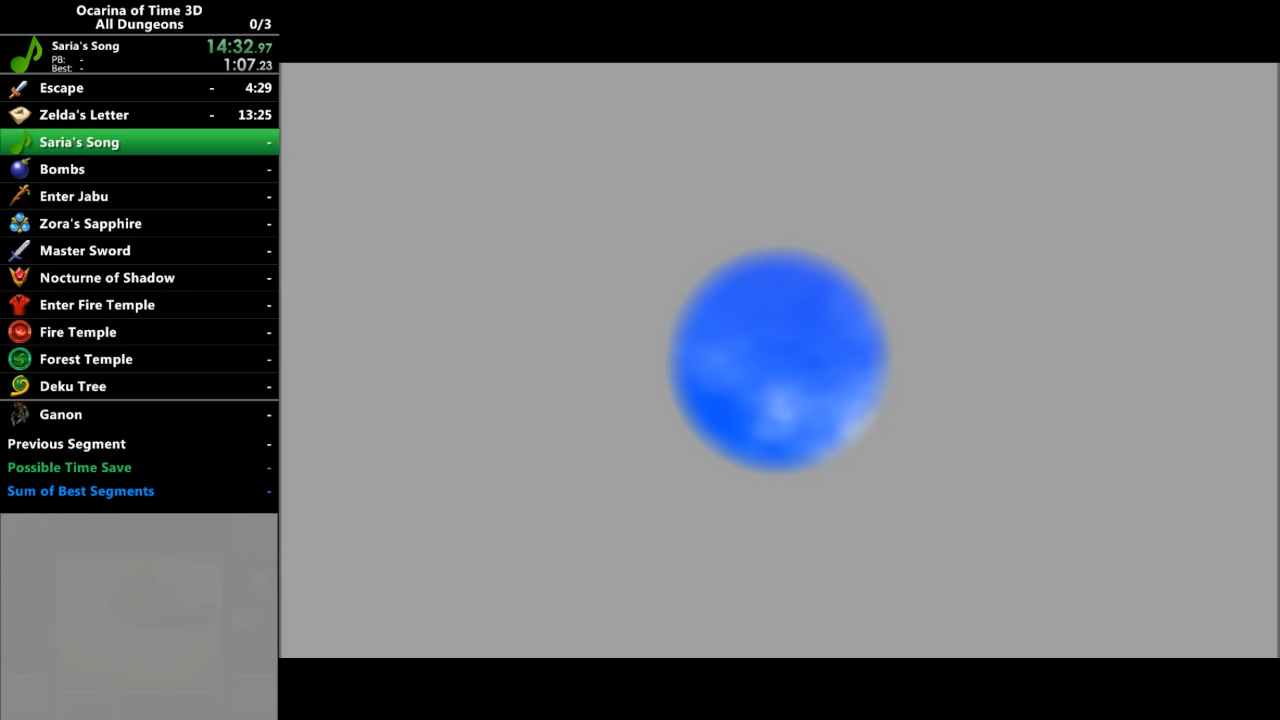 Ocarina of Time 3D
All Dungeons 0/3
Saria's Song 14:32.97
PB: -
Best: - 1:07.23
Escape - 4:29
Zelda's Letter - 13:25
Saria's Song -
Bombs -
Enter Jabu -
Zora's Sapphire -
Master Sword -
Nocturne of Shadow -
Enter Fire Temple -
Fire Temple -
Forest Temple -
Deku Tree -
Ganon -
Previous Segment -
Possible Time Save -
Sum of Best Segments -